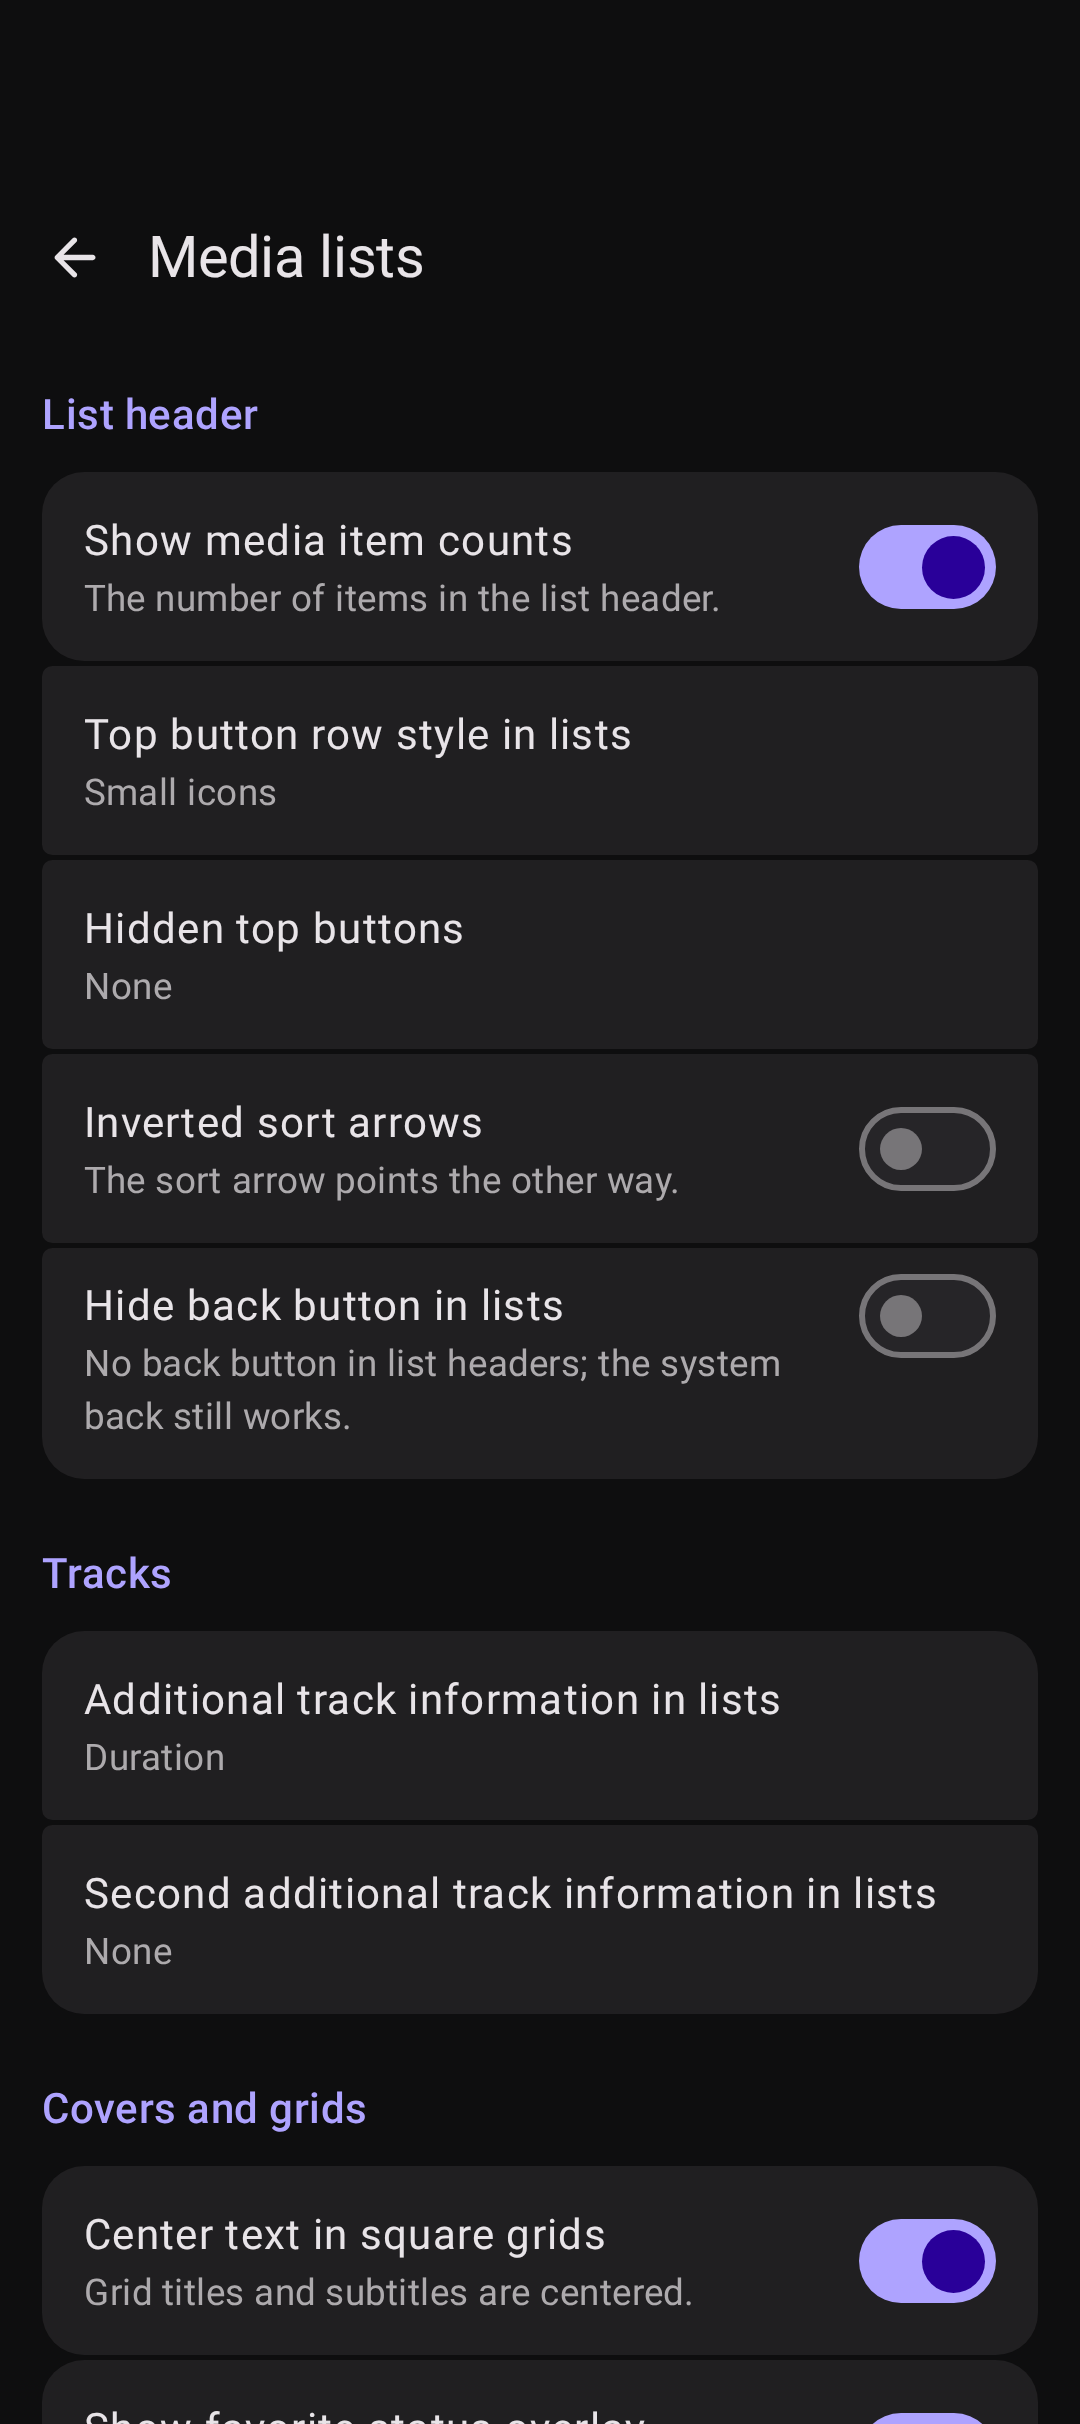 Media lists
List header
Show media item counts
The number of items in the list header.
Top button row style in lists
Small icons
Hidden top buttons
None
Inverted sort arrows
The sort arrow points the other way.
Hide back button in lists
No back button in list headers; the system
back still works.
Tracks
Additional track information in lists
Duration
Second additional track information in lists
None
Covers and grids
Center text in square grids
Grid titles and subtitles are centered.
Show favorite status overlay